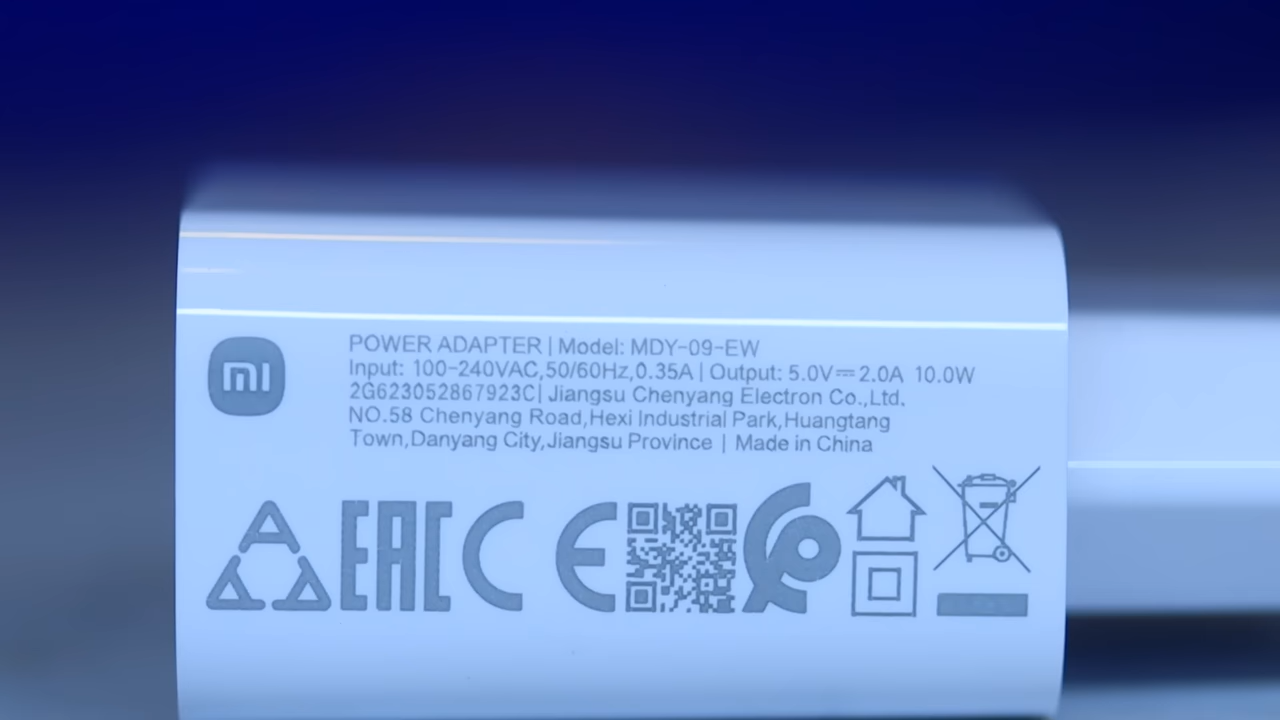 mi
POWER ADAPTER | Model: MDY-09-EW
Input: 100-240VAC,50/60Hz,0.35A | Output: 5.0V⎓2.0A 10.0W
2G623052867923C| Jiangsu Chenyang Electron Co.,Ltd.
NO.58 Chenyang Road,Hexi Industrial Park,Huangtang
Town,Danyang City,Jiangsu Province | Made in China
EAC CE